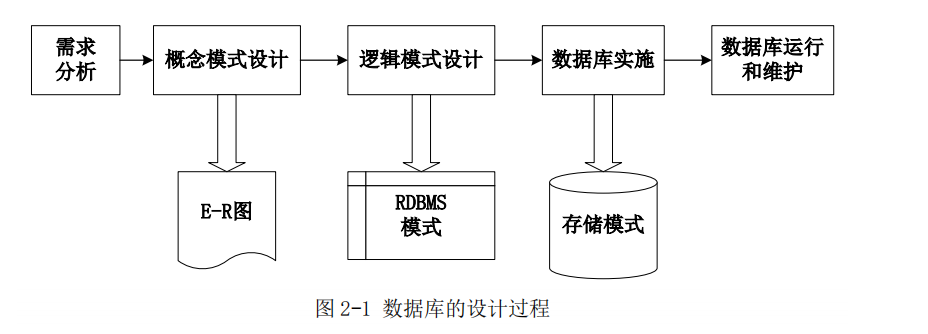 需求
分析
概念模式设计
逻辑模式设计
数据库实施
数据库运行
和维护
E-R图
RDBMS
模式
存储模式
图 2-1 数据库的设计过程